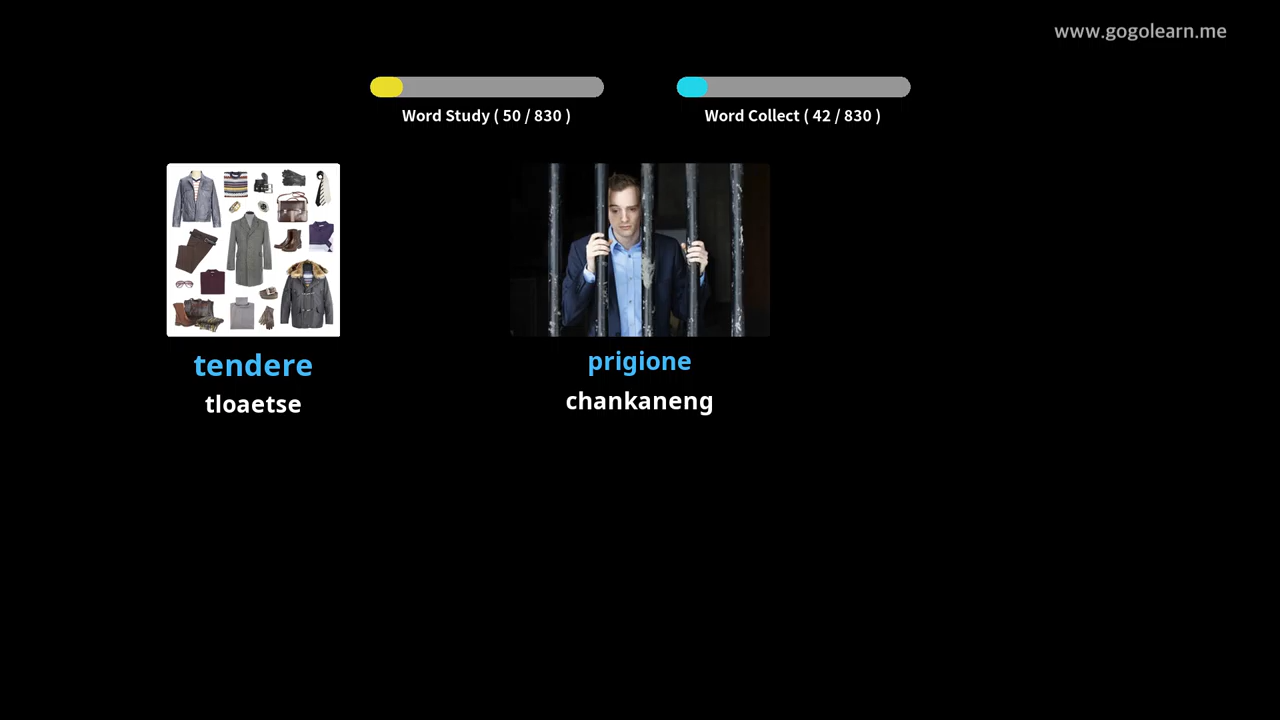 www.gogolearn.me
Word Study ( 50 / 830 )
Word Collect ( 42 / 830 )
tendere
tloaetse
prigione
chankaneng